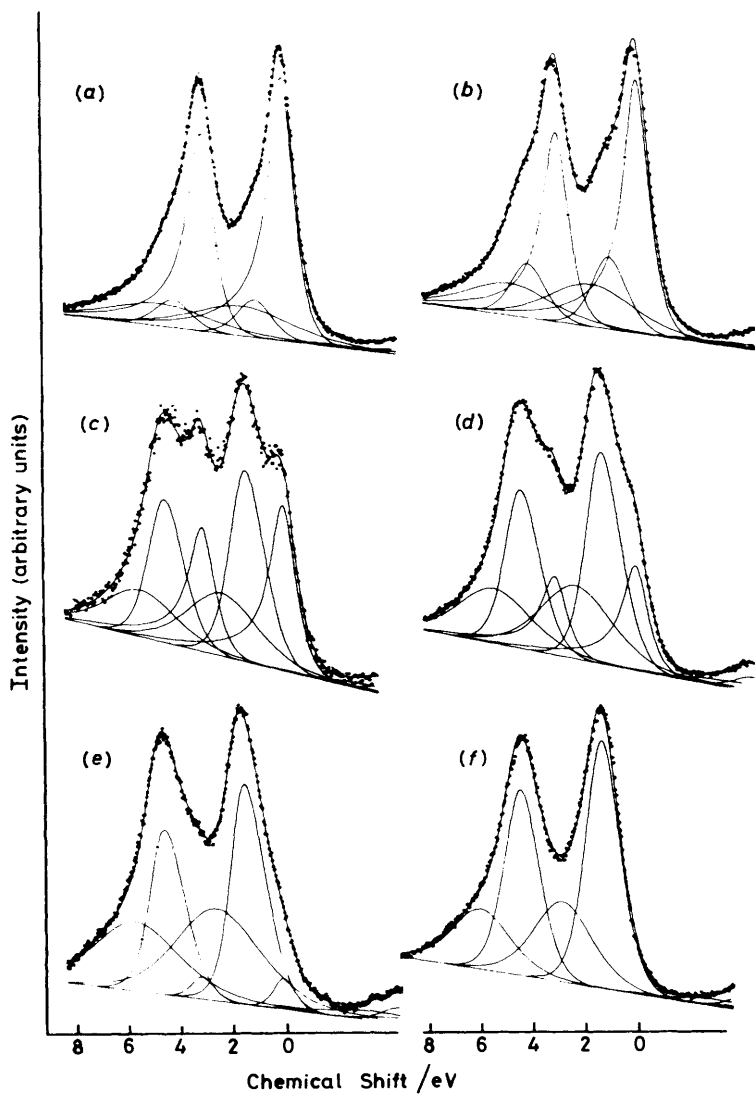 (a)
(b)
(c)
(d)
(e)
(f)
Intensity (arbitrary units)
8 6 4 2 0
8 6 4 2 0
Chemical Shift /eV